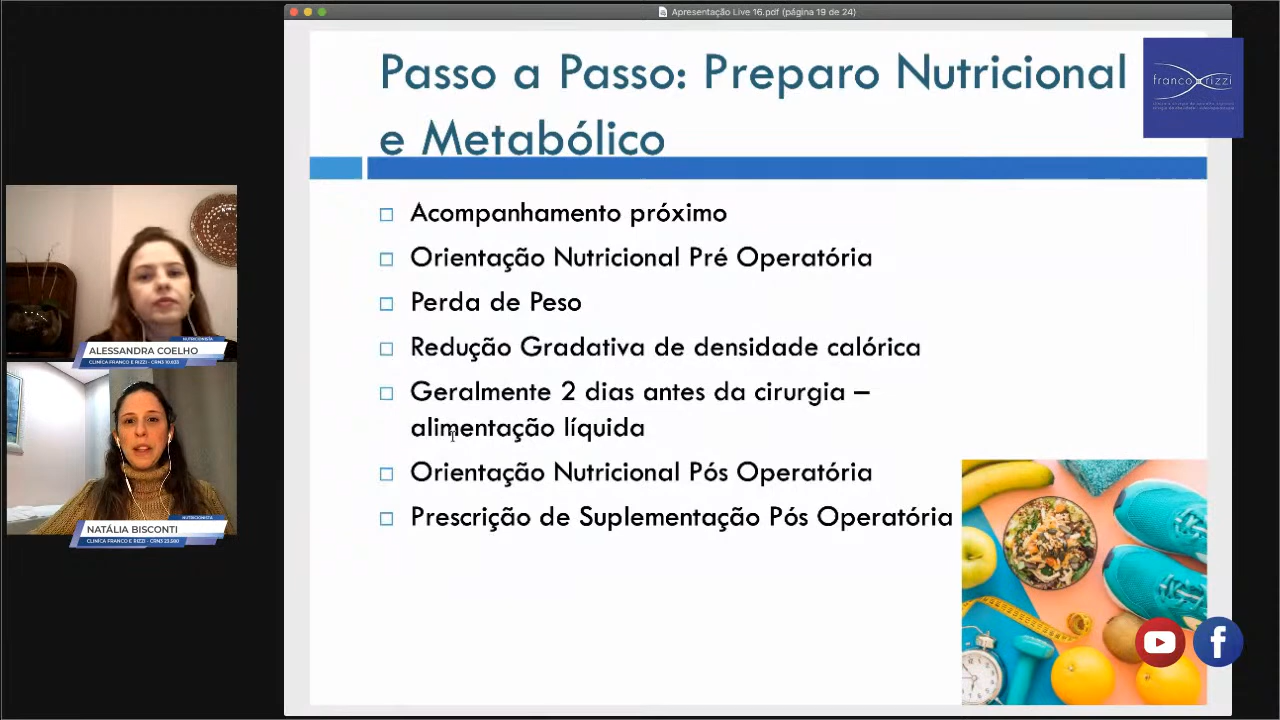 Apresentação Live 16.pdf (página 19 de 24)
Passo a Passo: Preparo Nutricional
e Metabólico
franco rizzi
Acompanhamento próximo
Orientação Nutricional Pré Operatória
Perda de Peso
Redução Gradativa de densidade calórica
Geralmente 2 dias antes da cirurgia –
alimentação líquida
Orientação Nutricional Pós Operatória
Prescrição de Suplementação Pós Operatória
NUTRICIONISTA
ALESSANDRA COELHO
CLINÍCA FRANCO E RIZZI - CRN3 10.835
NUTRICIONISTA
NATÁLIA BISCONTI
CLINÍCA FRANCO E RIZZI - CRN3 23.590